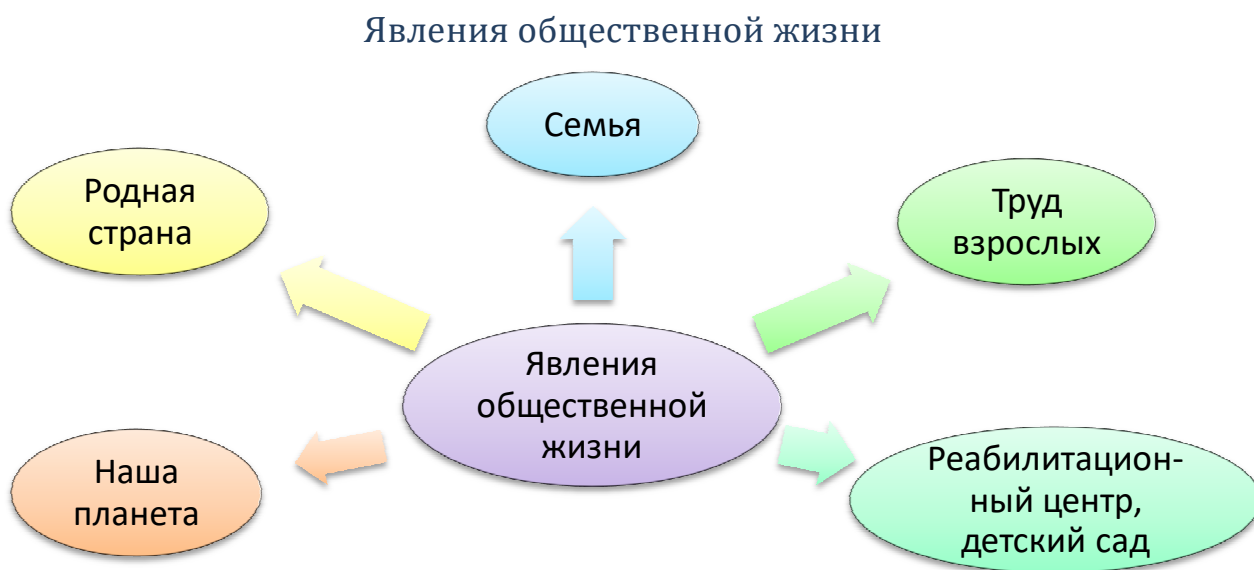 Явления общественной жизни
Семья
Родная
страна
Труд
взрослых
Явления
общественной
жизни
Наша
планета
Реабилитацион-
ный центр,
детский сад